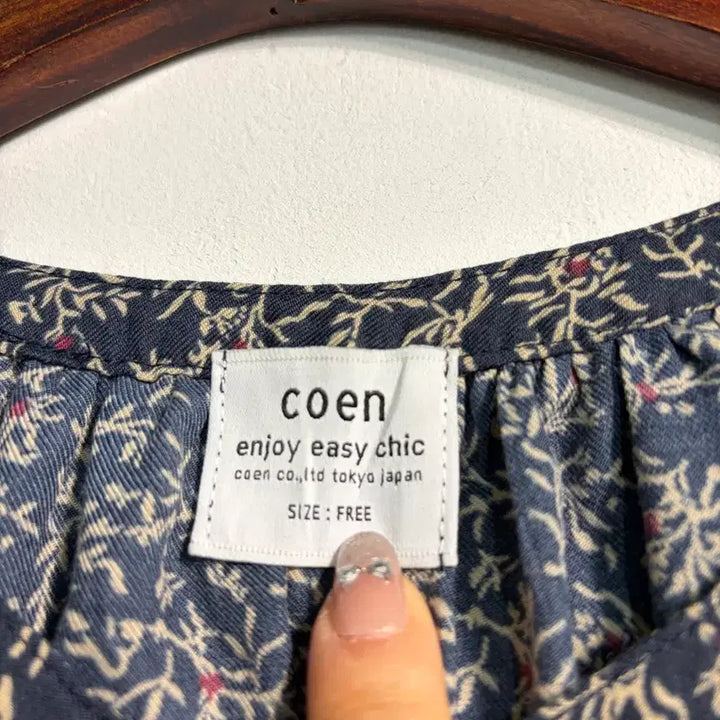 coen
enjoy easy chic
coen co.,ltd tokyo japan
SIZE : FREE